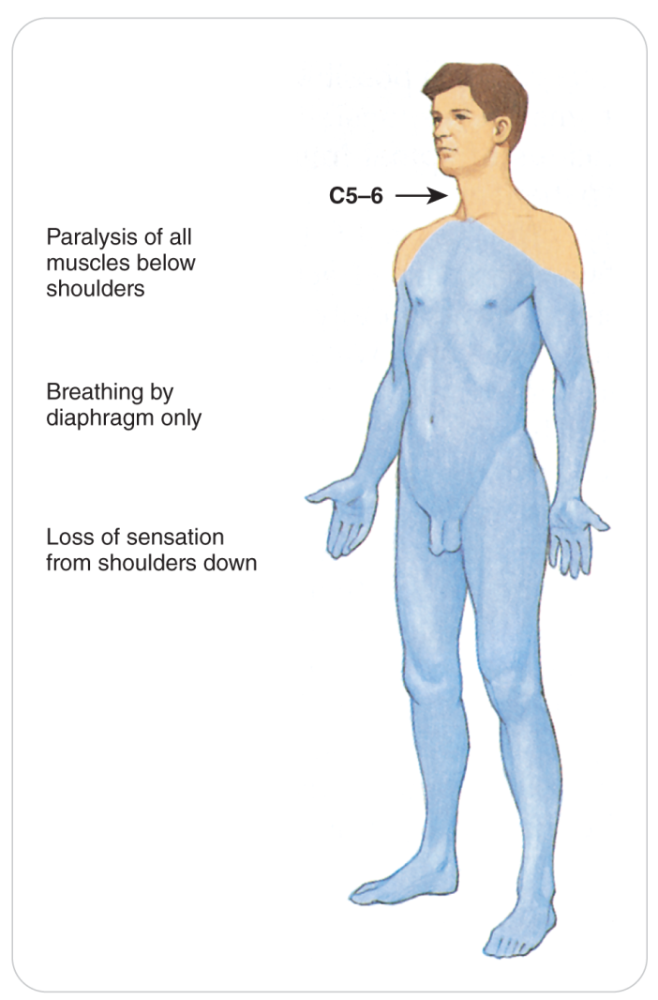 C5–6
Paralysis of all
muscles below
shoulders
Breathing by
diaphragm only
Loss of sensation
from shoulders down